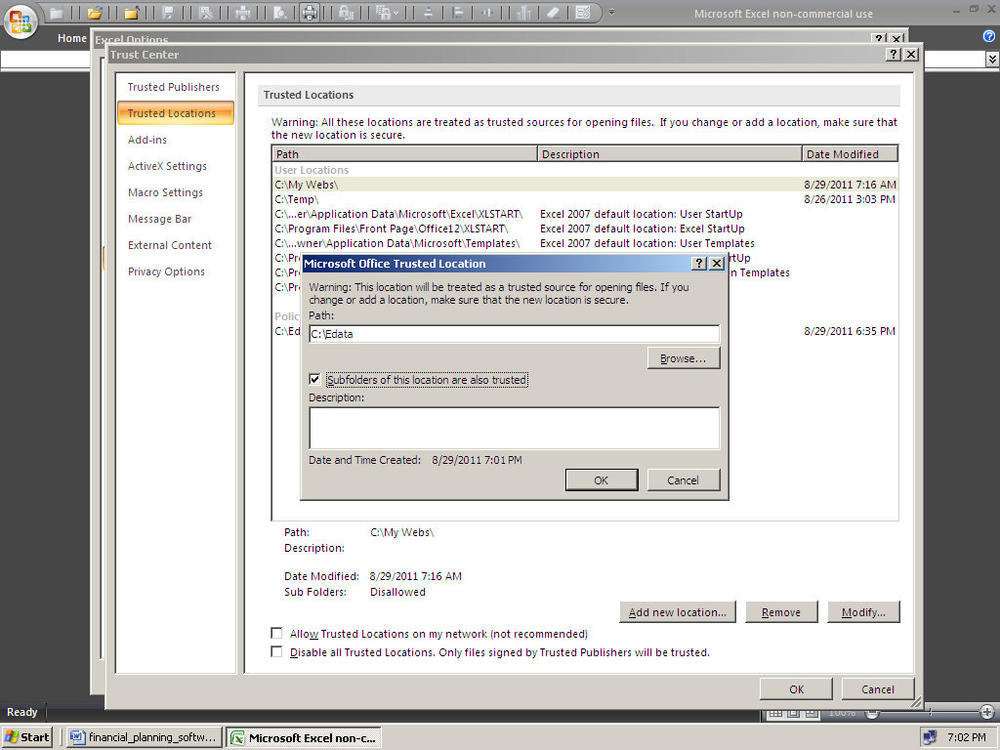 Microsoft Excel non-commercial use
Home
Excel Options
Trust Center
Trusted Publishers
Trusted Locations
Add-ins
ActiveX Settings
Macro Settings
Message Bar
External Content
Privacy Options
Trusted Locations
Warning: All these locations are treated as trusted sources for opening files. If you change or add a location, make sure that
the new location is secure.
Path Description Date Modified
User Locations
C:\My Webs\ 8/29/2011 7:16 AM
C:\Temp\ 8/26/2011 3:03 PM
C:\...er\Application Data\Microsoft\Excel\XLSTART\ Excel 2007 default location: User StartUp
C:\Program Files\Front Page\Office12\XLSTART\ Excel 2007 default location: Excel StartUp
C:\...wner\Application Data\Microsoft\Templates\ Excel 2007 default location: User Templates
C:\Pr rtUp
C:\Pr n Templates
C:\Pr
Polic
C:\Ed 8/29/2011 6:35 PM
Microsoft Office Trusted Location
Warning: This location will be treated as a trusted source for opening files. If you
change or add a location, make sure that the new location is secure.
Path:
C:\Edata
Browse...
Subfolders of this location are also trusted
Description:
Date and Time Created: 8/29/2011 7:01 PM
OK Cancel
Path: C:\My Webs\
Description:
Date Modified: 8/29/2011 7:16 AM
Sub Folders: Disallowed
Add new location... Remove Modify...
Allow Trusted Locations on my network (not recommended)
Disable all Trusted Locations. Only files signed by Trusted Publishers will be trusted.
OK Cancel
Ready 100%
Start financial_planning_softw... Microsoft Excel non-c... 7:02 PM